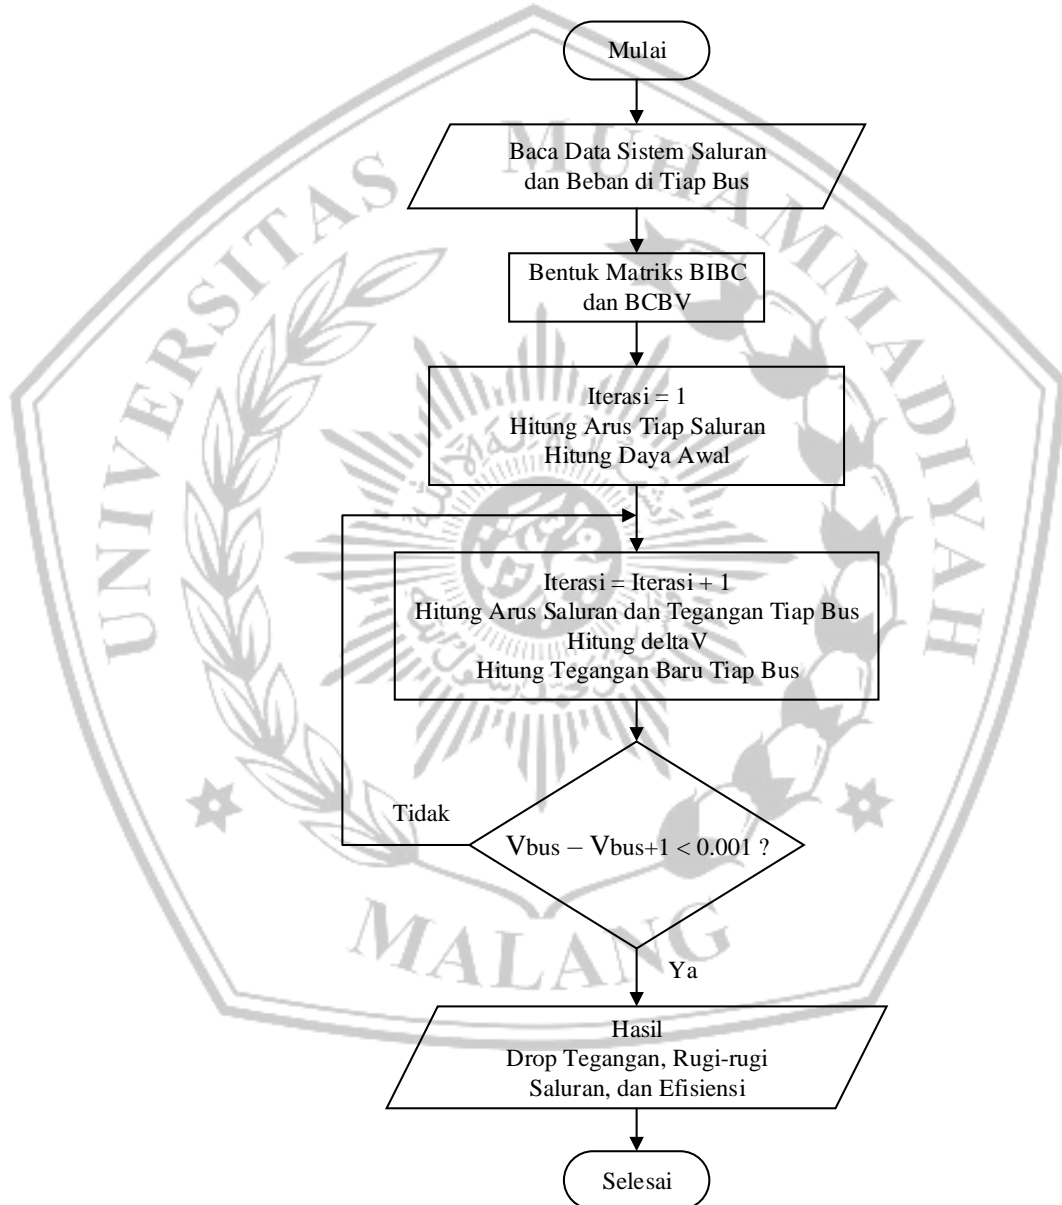 Mulai
Baca Data Sistem Saluran
dan Beban di Tiap Bus
Bentuk Matriks BIBC
dan BCBV
Iterasi = 1
Hitung Arus Tiap Saluran
Hitung Daya Awal
Iterasi = Iterasi + 1
Hitung Arus Saluran dan Tegangan Tiap Bus
Hitung deltaV
Hitung Tegangan Baru Tiap Bus
Tidak
Vbus – Vbus+1 < 0.001 ?
Ya
Hasil
Drop Tegangan, Rugi-rugi
Saluran, dan Efisiensi
Selesai
UNIVERSITAS MUHAMMADIYAH
MALANG